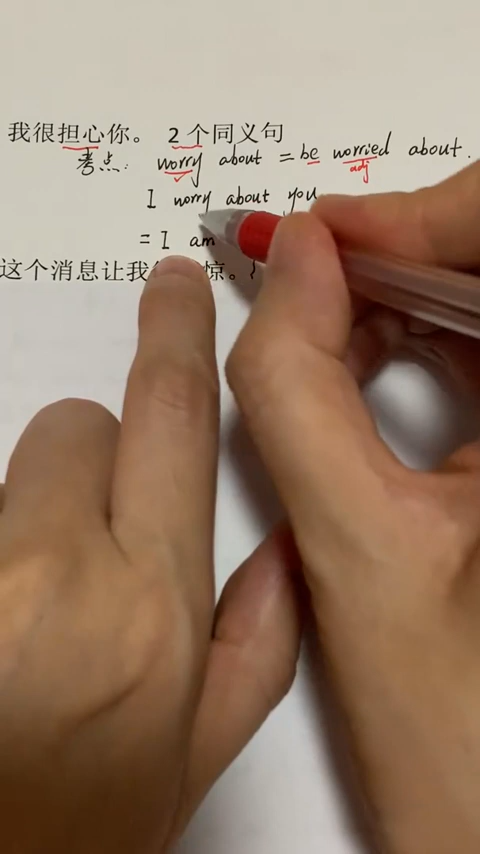 我很担心你。 2个同义句
考点: worry about = be worried about.
adj
I worry about you
= I am
这个消息让我惊。